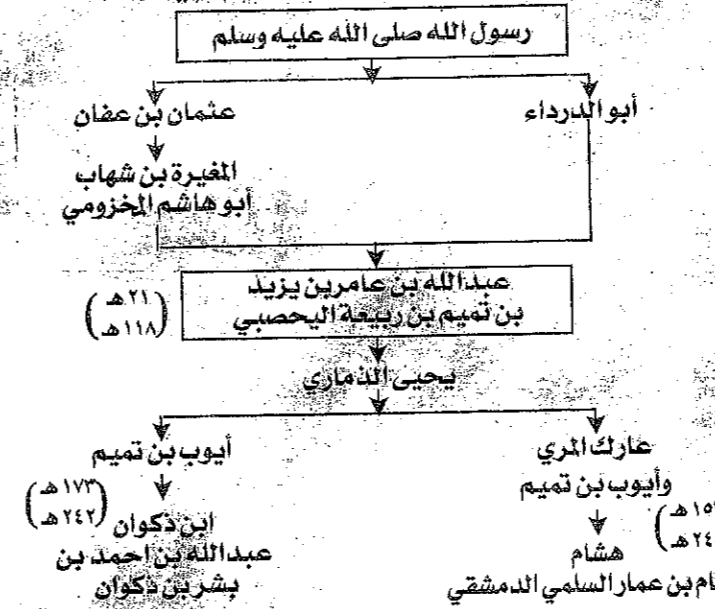 رسول الله صلى الله عليه وسلم
أبو الدرداء
عثمان بن عفان
المغيرة بن شهاب
أبو هاشم المخزومي
عبدالله بن عامر بن يزيد
بن تميم بن ربيعة اليحصبي
٢١ هـ
١١٨ هـ
يحيى الذماري
عارك المري
وأيوب بن تميم
هشام
بن عمار السلمي الدمشقي
أيوب بن تميم
١٧٣ هـ
٢٤٢ هـ
ابن ذكوان
عبدالله بن احمد بن
بشر بن ذكوان